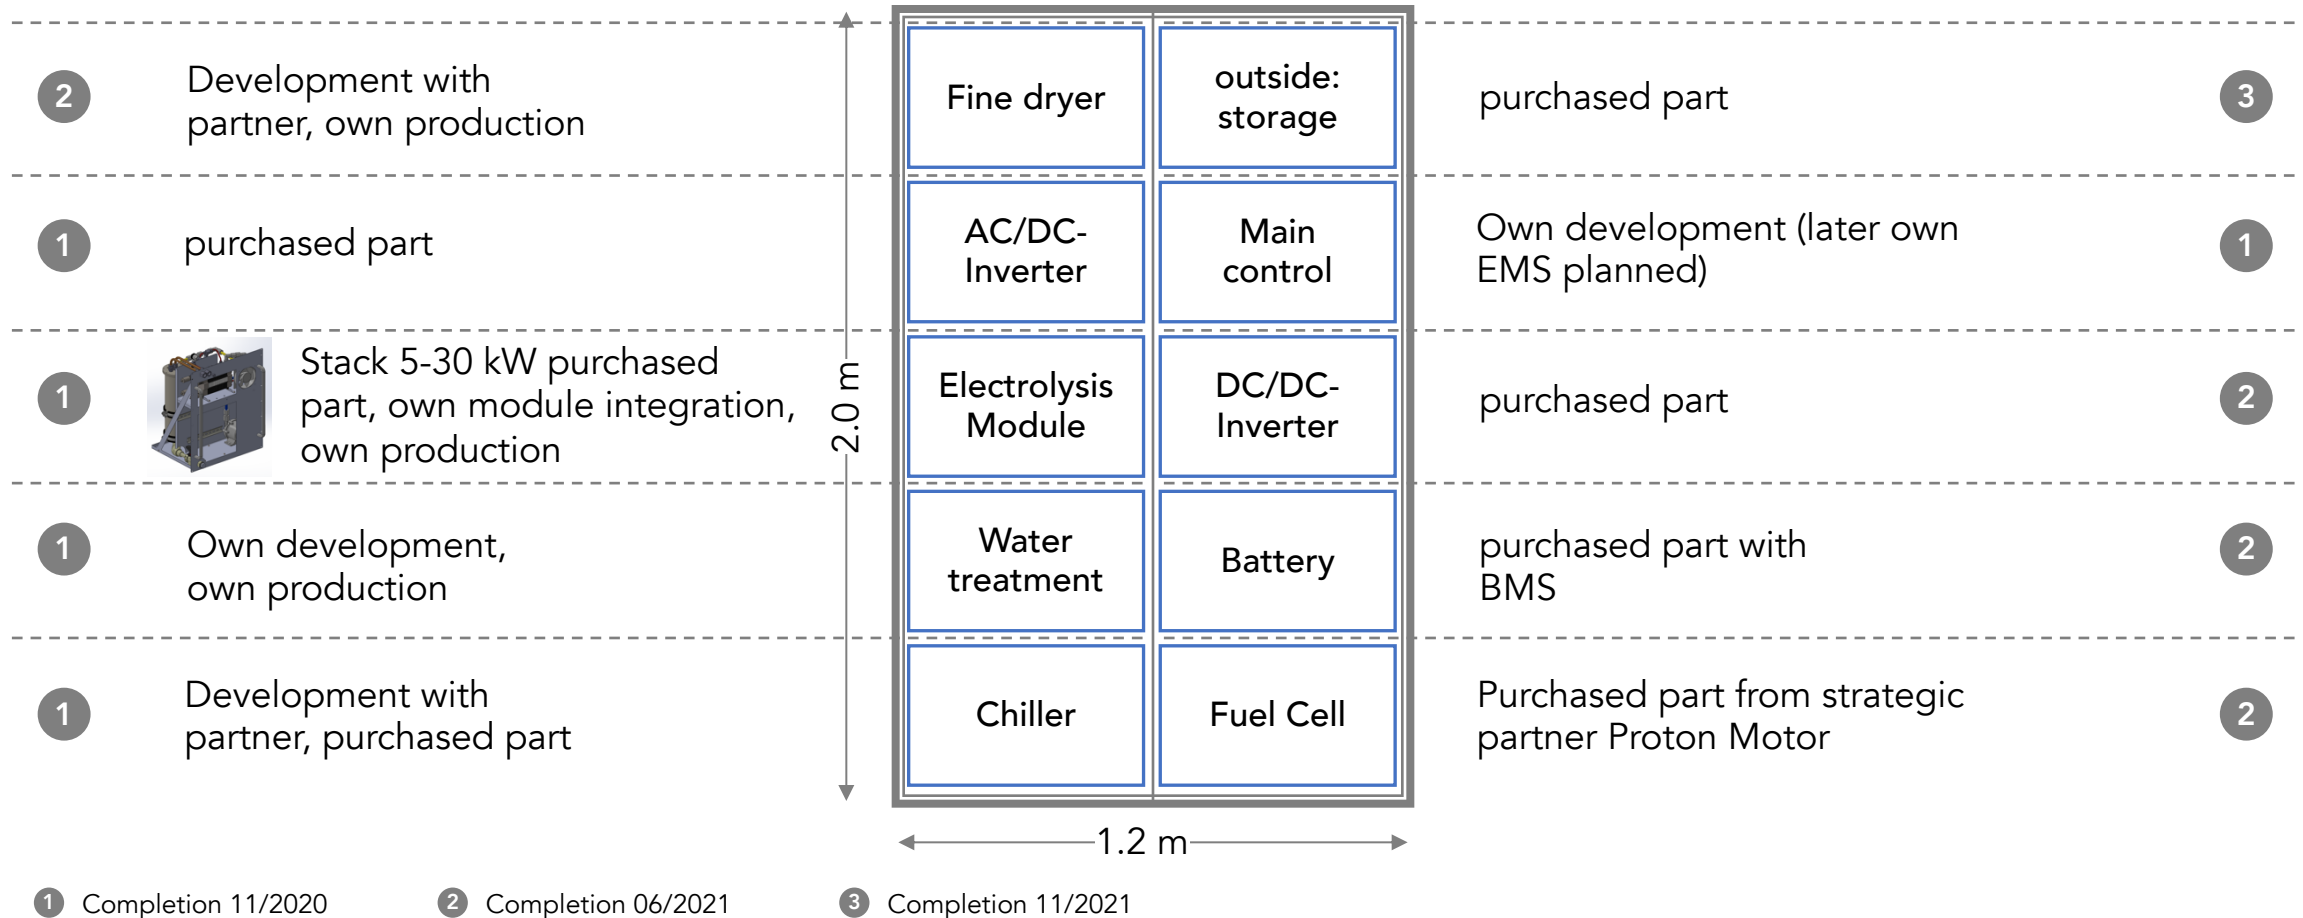 2
Development with
partner, own production
Fine dryer
outside:
storage
purchased part
3
1
purchased part
AC/DC-
Inverter
Main
control
Own development (later own
EMS planned)
1
1
Stack 5-30 kW purchased
part, own module integration,
own production
2.0 m
Electrolysis
Module
DC/DC-
Inverter
purchased part
2
1
Own development,
own production
Water
treatment
Battery
purchased part with
BMS
2
1
Development with
partner, purchased part
Chiller
Fuel Cell
Purchased part from strategic
partner Proton Motor
2
1.2 m
1 Completion 11/2020
2 Completion 06/2021
3 Completion 11/2021